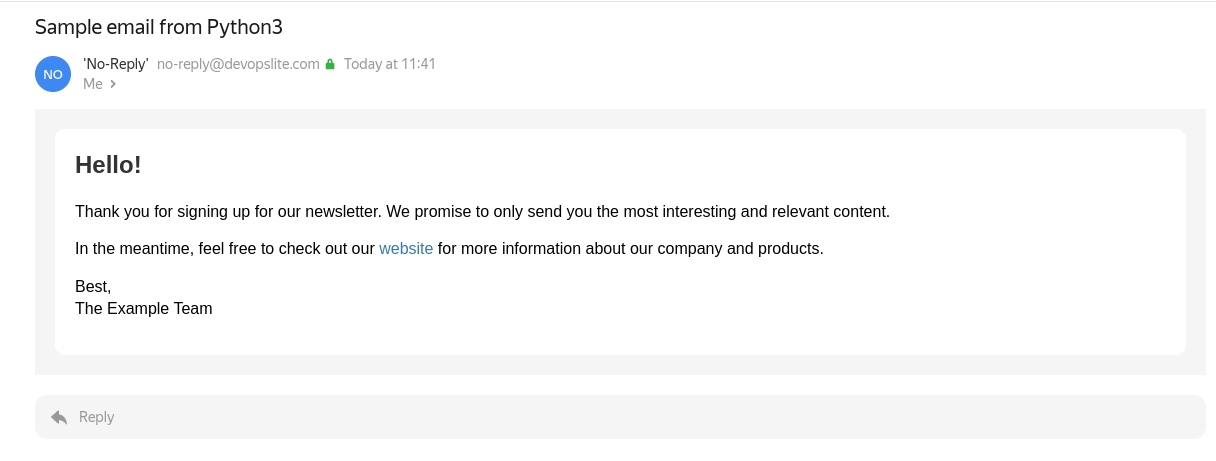 Sample email from Python3
NO
'No-Reply' no-reply@devopslite.com Today at 11:41
Me
Hello!
Thank you for signing up for our newsletter. We promise to only send you the most interesting and relevant content.
In the meantime, feel free to check out our website for more information about our company and products.
Best,
The Example Team
Reply